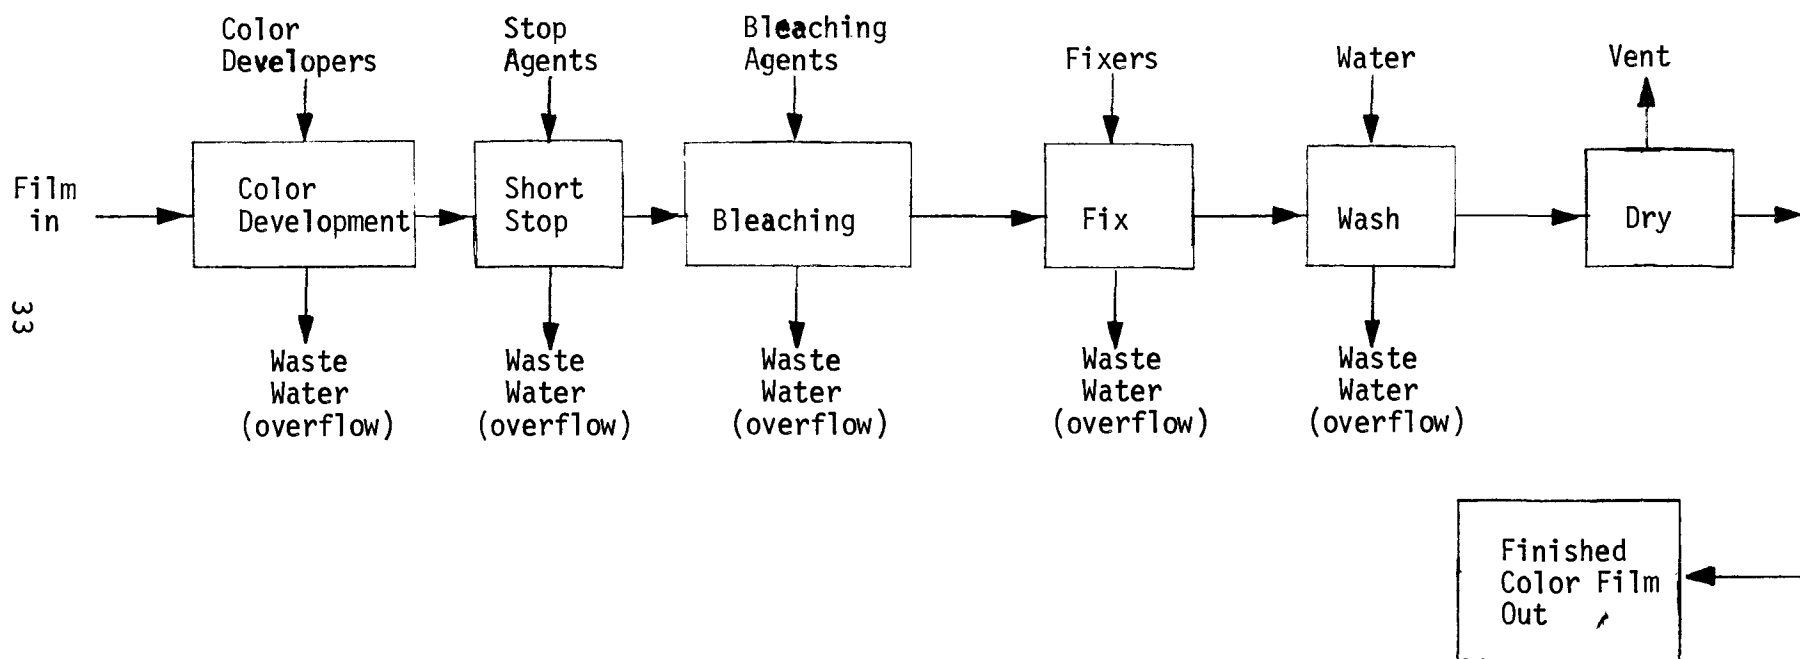 Color
Developers
Stop
Agents
Bleaching
Agents
Fixers
Water
Vent
Film
in
Color
Development
Short
Stop
Bleaching
Fix
Wash
Dry
33
Waste
Water
(overflow)
Waste
Water
(overflow)
Waste
Water
(overflow)
Waste
Water
(overflow)
Waste
Water
(overflow)
Finished
Color Film
Out